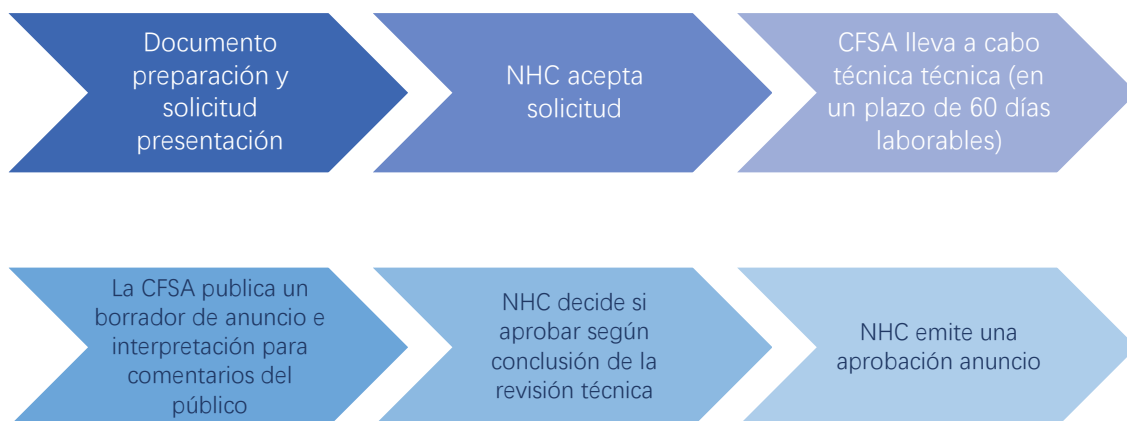 Documento
preparación y
solicitud
presentación
NHC acepta
solicitud
CFSA lleva a cabo
técnica técnica (en
un plazo de 60 días
laborables)
La CFSA publica un
borrador de anuncio e
interpretación para
comentarios del
público
NHC decide si
aprobar según
conclusión de la
revisión técnica
NHC emite una
aprobación anuncio